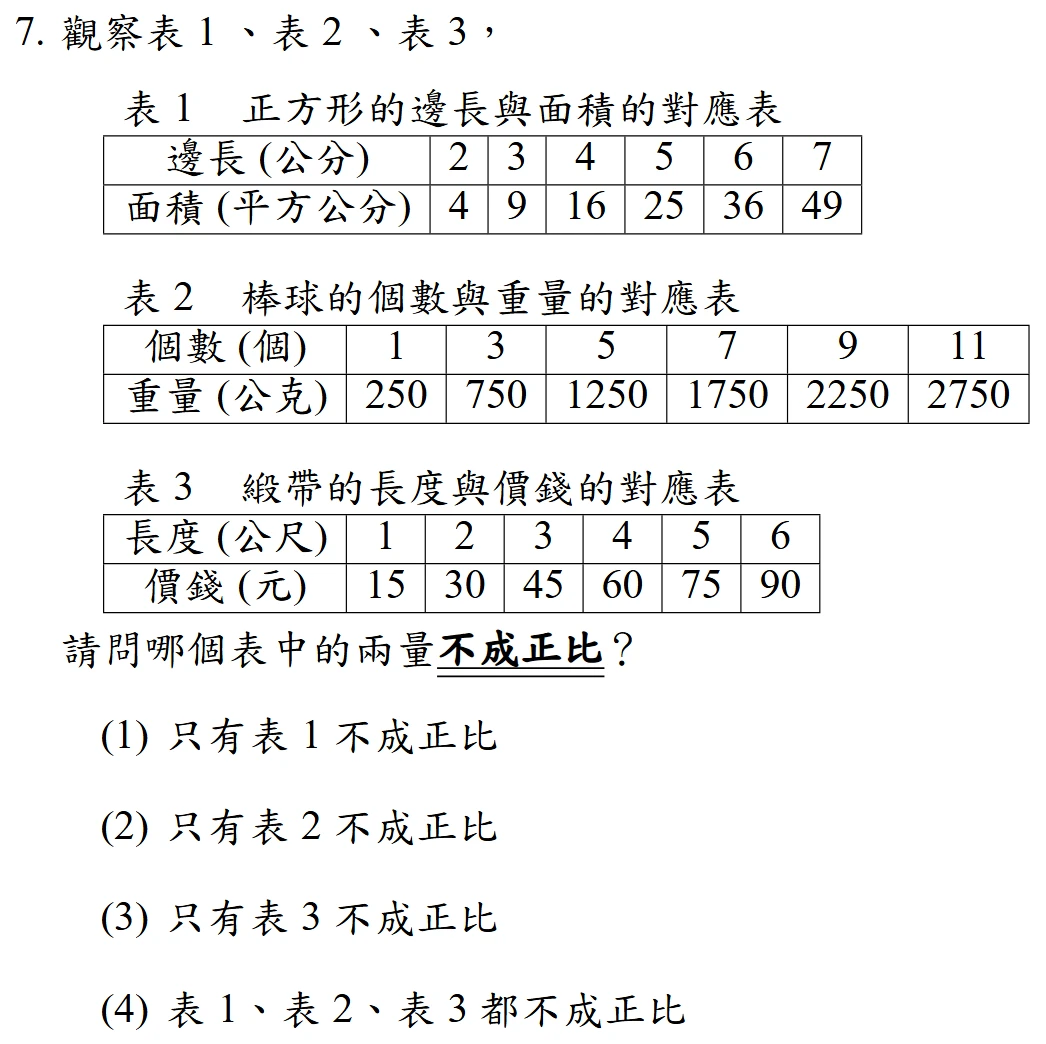 7. 觀察表 1 、表 2 、表 3，
表 1 正方形的邊長與面積的對應表
邊長 (公分) 2 3 4 5 6 7
面積 (平方公分) 4 9 16 25 36 49
表 2 棒球的個數與重量的對應表
個數 (個) 1 3 5 7 9 11
重量 (公克) 250 750 1250 1750 2250 2750
表 3 緞帶的長度與價錢的對應表
長度 (公尺) 1 2 3 4 5 6
價錢 (元) 15 30 45 60 75 90
請問哪個表中的兩量不成正比？
(1) 只有表 1 不成正比
(2) 只有表 2 不成正比
(3) 只有表 3 不成正比
(4) 表 1、表 2、表 3 都不成正比